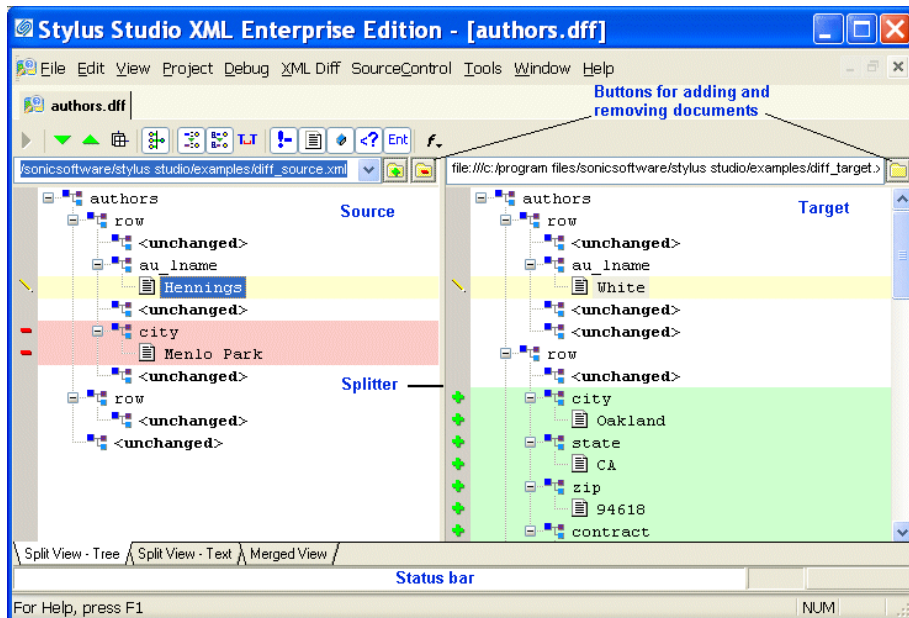 Stylus Studio XML Enterprise Edition - [authors.dff]
File Edit View Project Debug XML Diff SourceControl Tools Window Help
Buttons for adding and
removing documents
authors.dff
!- <? Ent f
/sonicsoftware/stylus studio/examples/diff_source.xml
file:///c:/program files/sonicsoftware/stylus studio/examples/diff_target.x
Source
authors
row
<unchanged>
au_lname
Hennings
<unchanged>
city
Menlo Park
<unchanged>
row
<unchanged>
<unchanged>
Splitter
Target
authors
row
<unchanged>
au_lname
White
<unchanged>
<unchanged>
row
<unchanged>
city
Oakland
state
CA
zip
94618
contract
Split View - Tree Split View - Text Merged View
Status bar
For Help, press F1 NUM